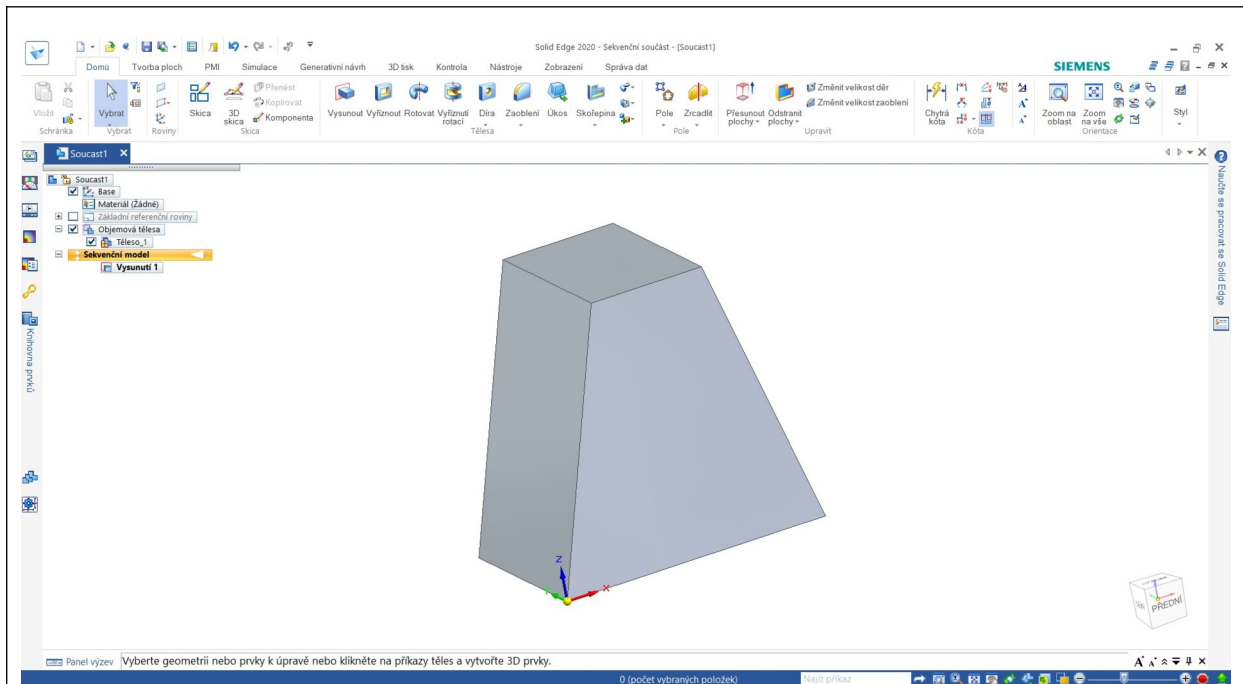 Solid Edge 2020 - Sekvenční součást - [Soucast1]
Domů Tvorba ploch PMI Simulace Generativní návrh 3D tisk Kontrola Nástroje Zobrazení Správa dat SIEMENS
Vložit
Schránka
Vybrat
Vybrat
Roviny
Skica
3D skica
Přenést
Kopírovat
Komponenta
Skica
Vysunout Vyříznout Rotovat Vyříznutí rotací Díra Zaoblení Úkos Skořepina
Tělesa
Pole Zrcadlit
Pole
Přesunout plochy Odstranit plochy
Změnit velikost děr
Změnit velikost zaoblení
Upravit
Chytrá kóta
Kóta
Zoom na oblast Zoom na vše
Orientace
Styl
Soucast1
Soucast1
Base
Materiál (Žádné)
Základní referenční roviny
Objemová tělesa
Těleso_1
Sekvenční model
Vysunutí 1
Knihovna prvků
Naučte se pracovat se Solid Edge
Z
X
PŘEDNÍ
Panel výzev Vyberte geometrii nebo prvky k úpravě nebo klikněte na příkazy těles a vytvořte 3D prvky.
0 (počet vybraných položek) Najít příkaz